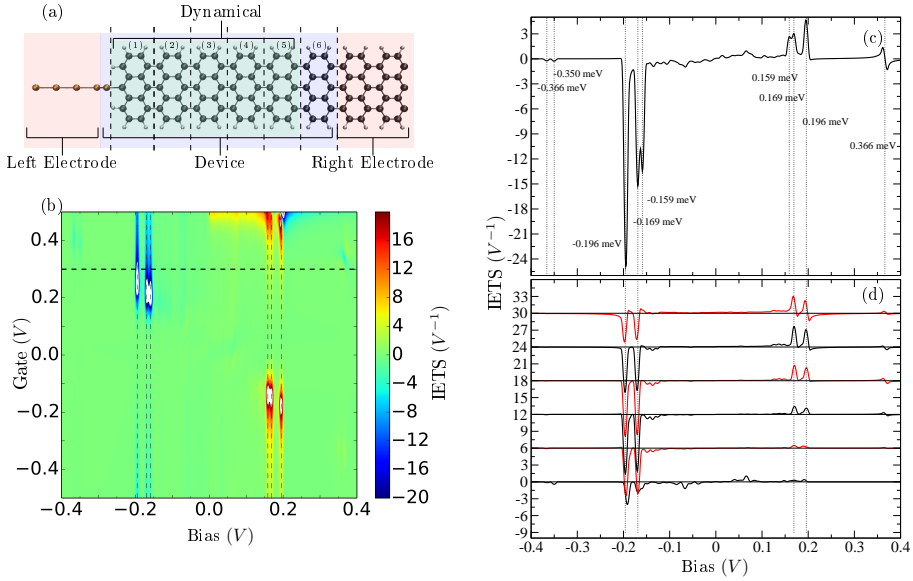 (a)
Dynamical
(1) (2) (3) (4) (5) (6)
Left Electrode Device Right Electrode
(b)
Gate (V)
0.4
0.2
0.0
−0.2
−0.4
−0.4 −0.2 0.0 0.2 0.4
Bias (V)
16
12
8
4
0
−4
−8
−12
−16
−20
IETS (V⁻¹)
(c)
3
0
-3
-6
-9
-12
-15
-18
-21
-24
-0.350 meV
-0.366 meV
0.159 meV
0.169 meV
0.196 meV
0.366 meV
-0.159 meV
-0.169 meV
-0.196 meV
IETS (V⁻¹)
(d)
33
30
27
24
21
18
15
12
9
6
3
0
-3
-6
-9
-0.4 -0.3 -0.2 -0.1 0 0.1 0.2 0.3 0.4
Bias (V)